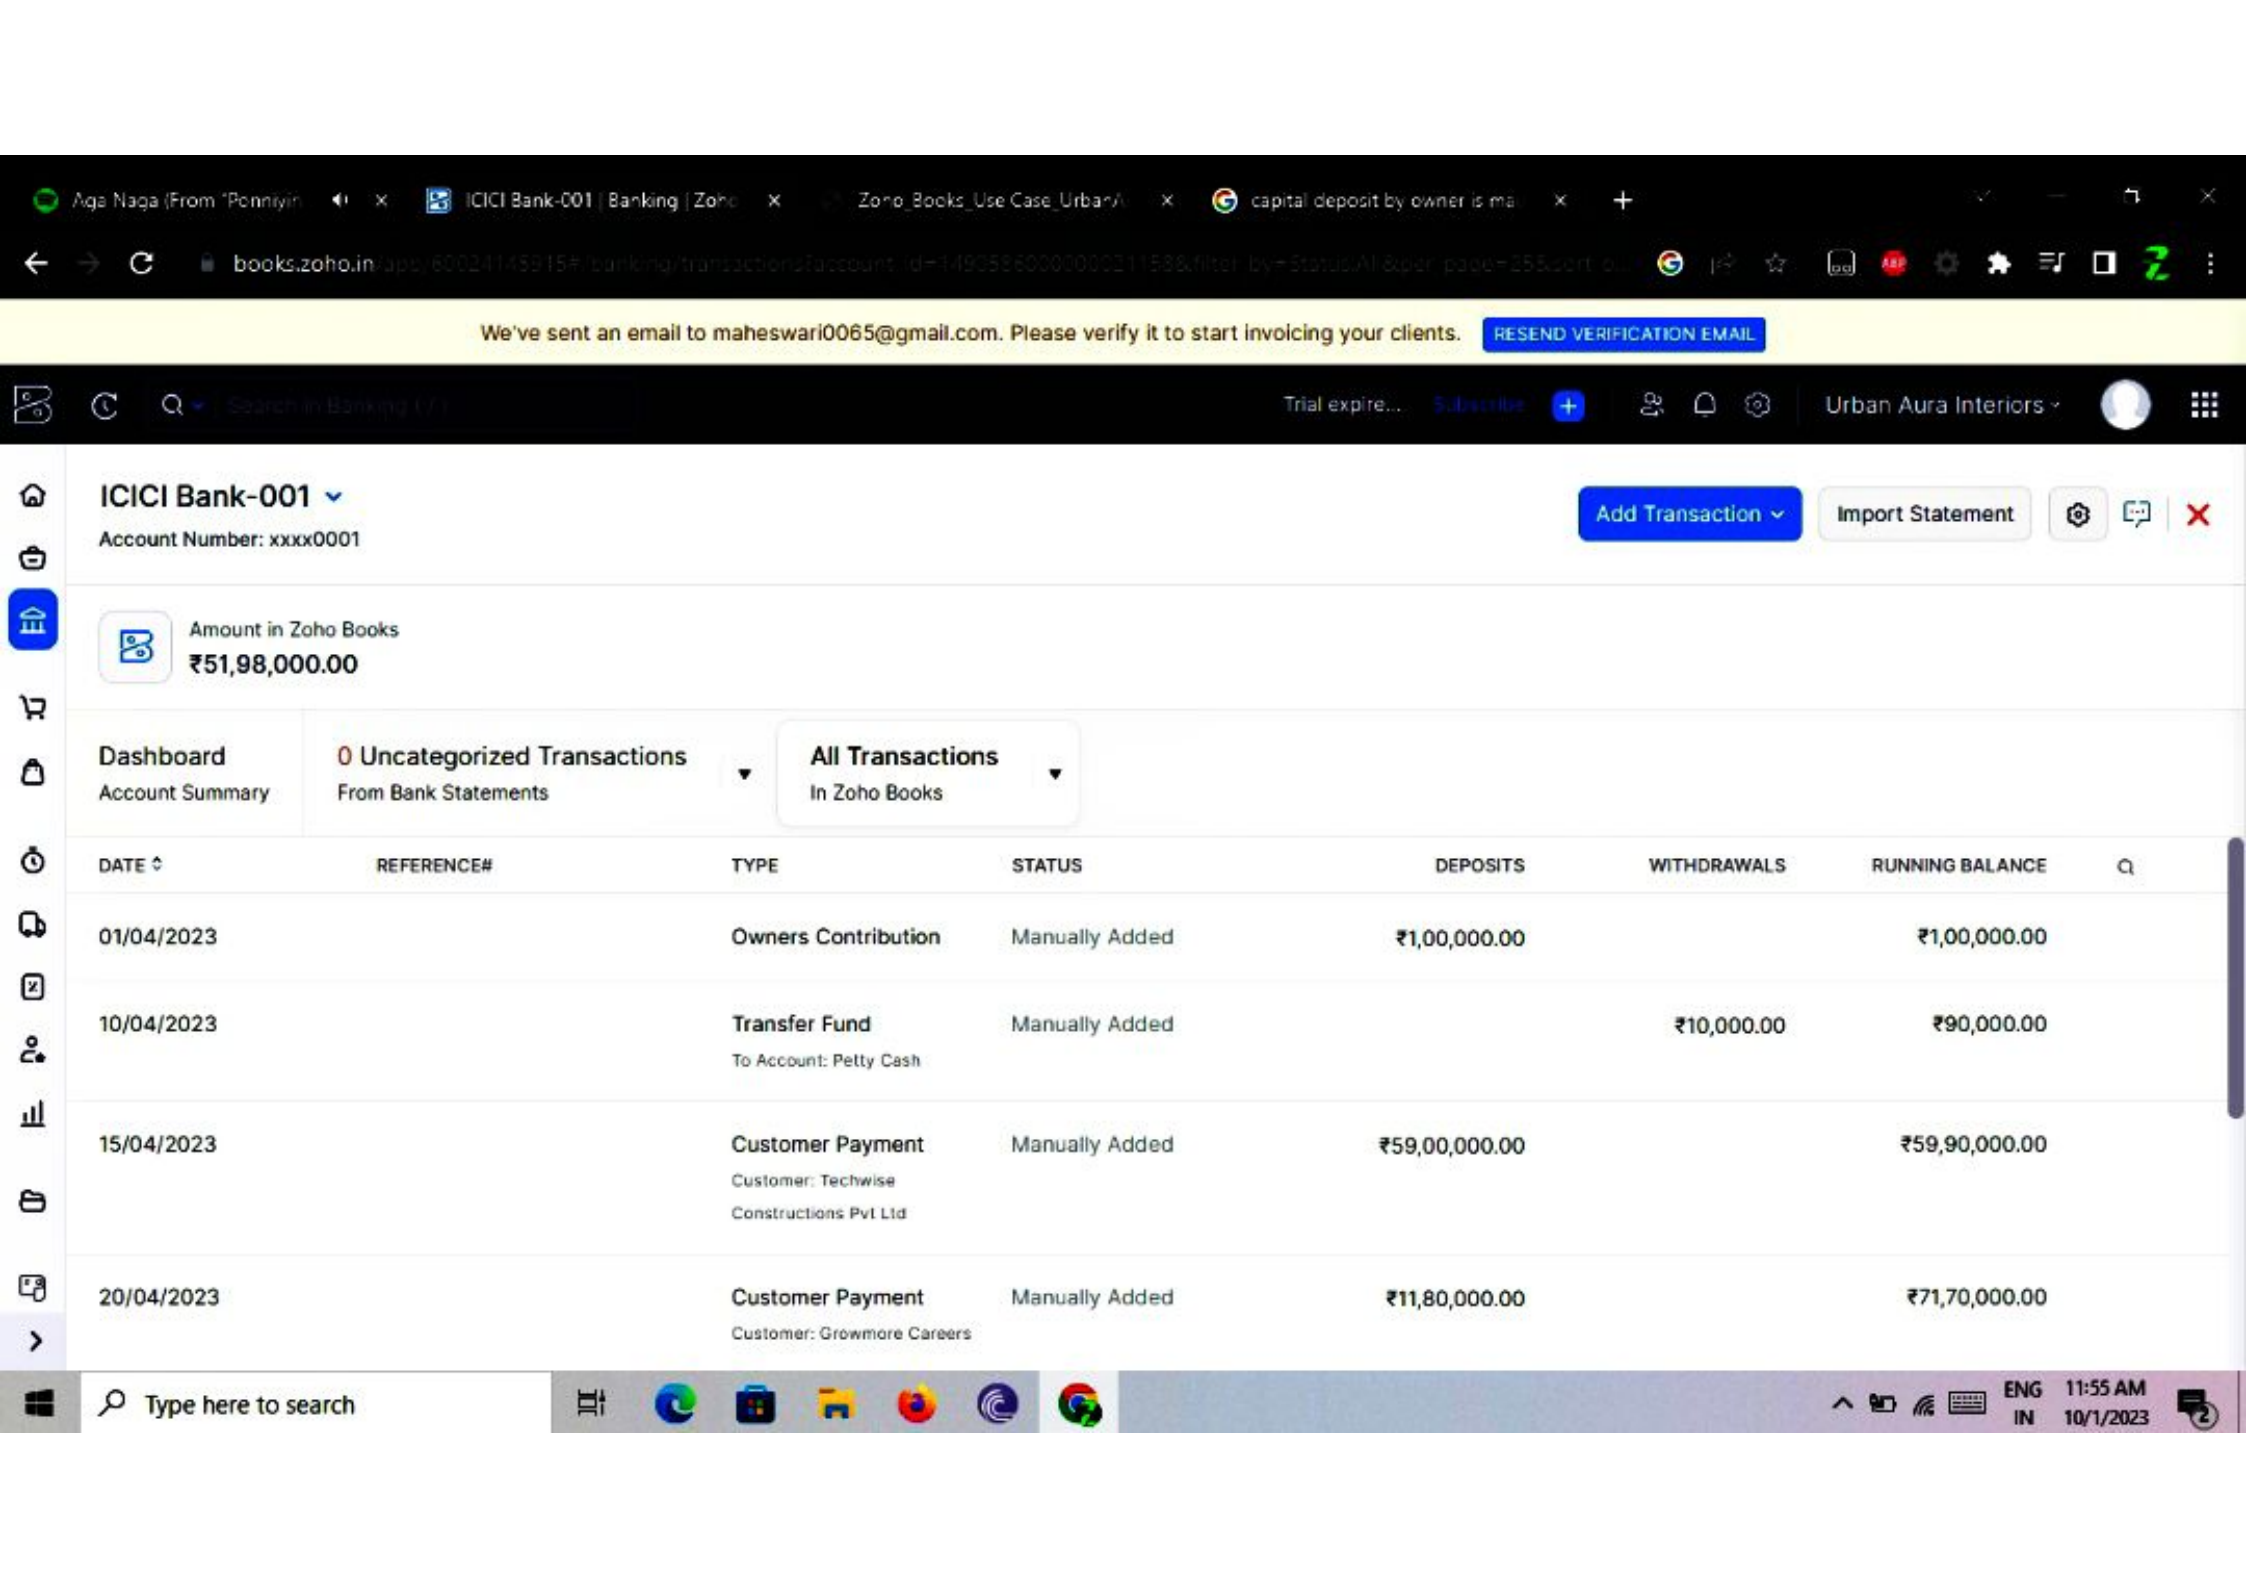 Aga Naga (From "Ponniyin
ICICI Bank-001 | Banking | Zoho
Zoho_Books_Use Case_UrbanA
capital deposit by owner is ma
books.zoho.in
We've sent an email to maheswari0065@gmail.com. Please verify it to start invoicing your clients. RESEND VERIFICATION EMAIL
Search in Banking ( / )
Trial expire... Subscribe
Urban Aura Interiors
ICICI Bank-001
Account Number: xxxx0001
Add Transaction
Import Statement
Amount in Zoho Books
₹51,98,000.00
Dashboard
Account Summary
0 Uncategorized Transactions
From Bank Statements
All Transactions
In Zoho Books
DATE REFERENCE# TYPE STATUS DEPOSITS WITHDRAWALS RUNNING BALANCE
01/04/2023 Owners Contribution Manually Added ₹1,00,000.00 ₹1,00,000.00
10/04/2023 Transfer Fund Manually Added ₹10,000.00 ₹90,000.00
To Account: Petty Cash
15/04/2023 Customer Payment Manually Added ₹59,00,000.00 ₹59,90,000.00
Customer: Techwise
Constructions Pvt Ltd
20/04/2023 Customer Payment Manually Added ₹11,80,000.00 ₹71,70,000.00
Customer: Growmore Careers
Type here to search
ENG
IN
11:55 AM
10/1/2023
2